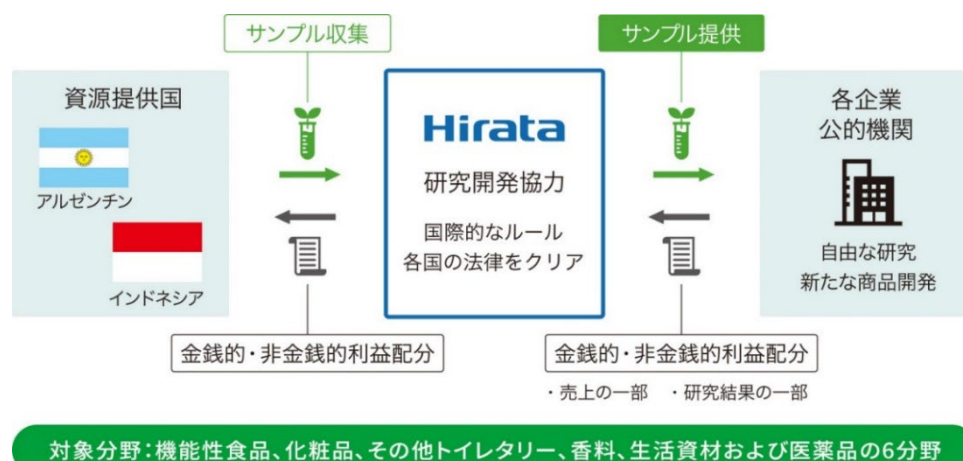 サンプル収集
サンプル提供
資源提供国
アルゼンチン
インドネシア
Hirata
研究開発協力
国際的なルール
各国の法律をクリア
各企業
公的機関
自由な研究
新たな商品開発
金銭的・非金銭的利益配分
金銭的・非金銭的利益配分
・売上の一部 ・研究結果の一部
対象分野：機能性食品、化粧品、その他トイレタリー、香料、生活資材および医薬品の6分野